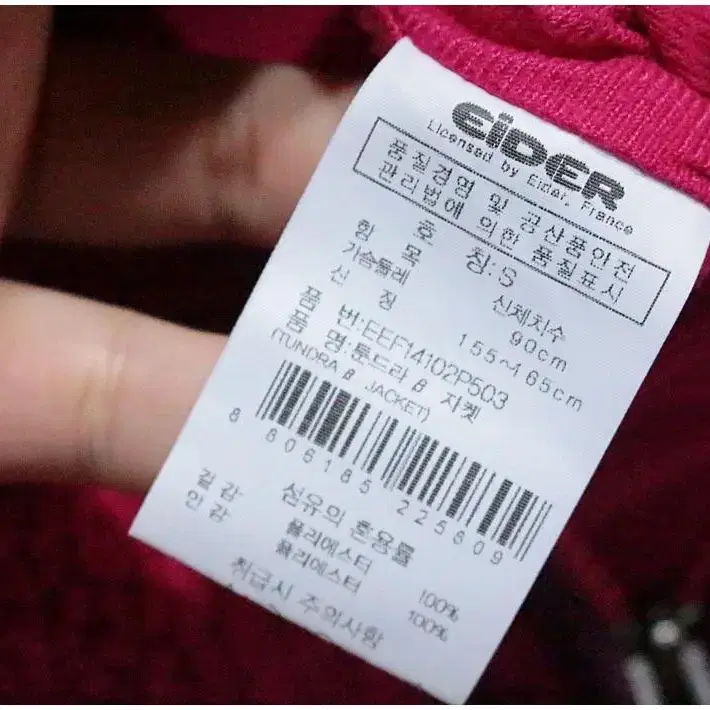 EiDER
Licensed by Eider, France
품질경영 및 공산품안전
관리법에 의한 품질표시
호 칭:S
항 목 신체치수
가슴둘레 90cm
신 장 155~165cm
품 번:EEF14102P503
품 명:툰드라β 자켓
(TUNDRA β JACKET)
8 806185 225609
섬유의 혼용률
겉감 폴리에스터 100%
안감 폴리에스터 100%
취급시 주의사항